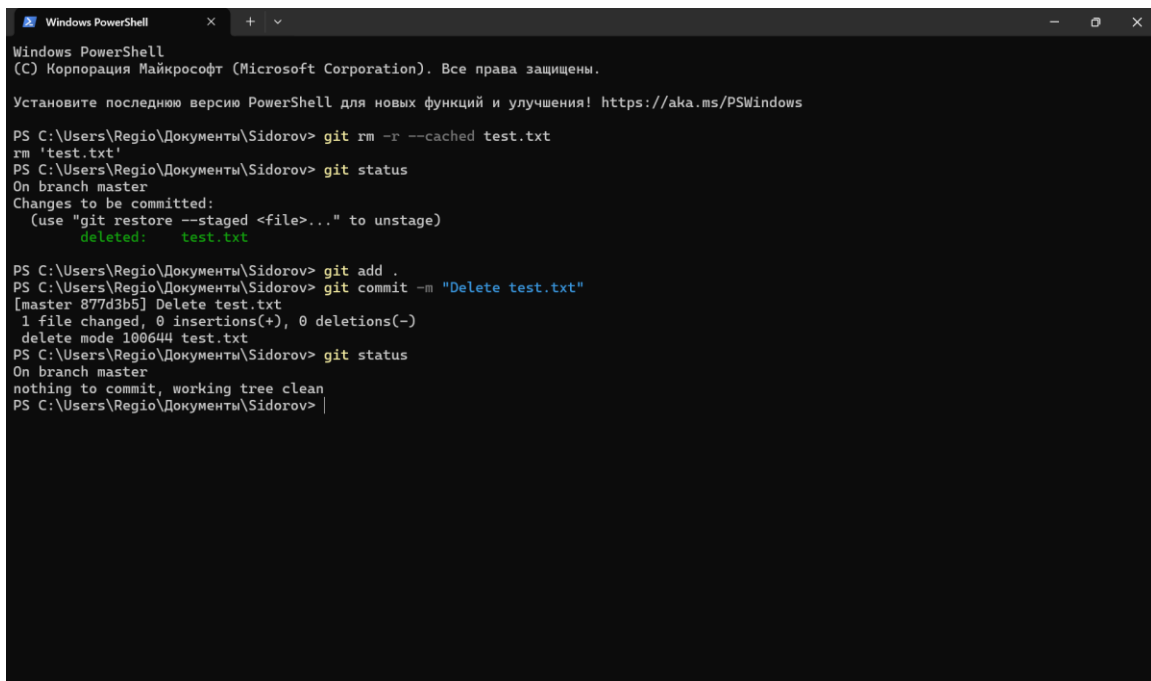 Windows PowerShell
Windows PowerShell
(C) Корпорация Майкрософт (Microsoft Corporation). Все права защищены.
Установите последнюю версию PowerShell для новых функций и улучшения! https://aka.ms/PSWindows
PS C:\Users\Regio\Документы\Sidorov> git rm -r --cached test.txt
rm 'test.txt'
PS C:\Users\Regio\Документы\Sidorov> git status
On branch master
Changes to be committed:
  (use "git restore --staged <file>..." to unstage)
        deleted:    test.txt
PS C:\Users\Regio\Документы\Sidorov> git add .
PS C:\Users\Regio\Документы\Sidorov> git commit -m "Delete test.txt"
[master 877d3b5] Delete test.txt
 1 file changed, 0 insertions(+), 0 deletions(-)
 delete mode 100644 test.txt
PS C:\Users\Regio\Документы\Sidorov> git status
On branch master
nothing to commit, working tree clean
PS C:\Users\Regio\Документы\Sidorov>